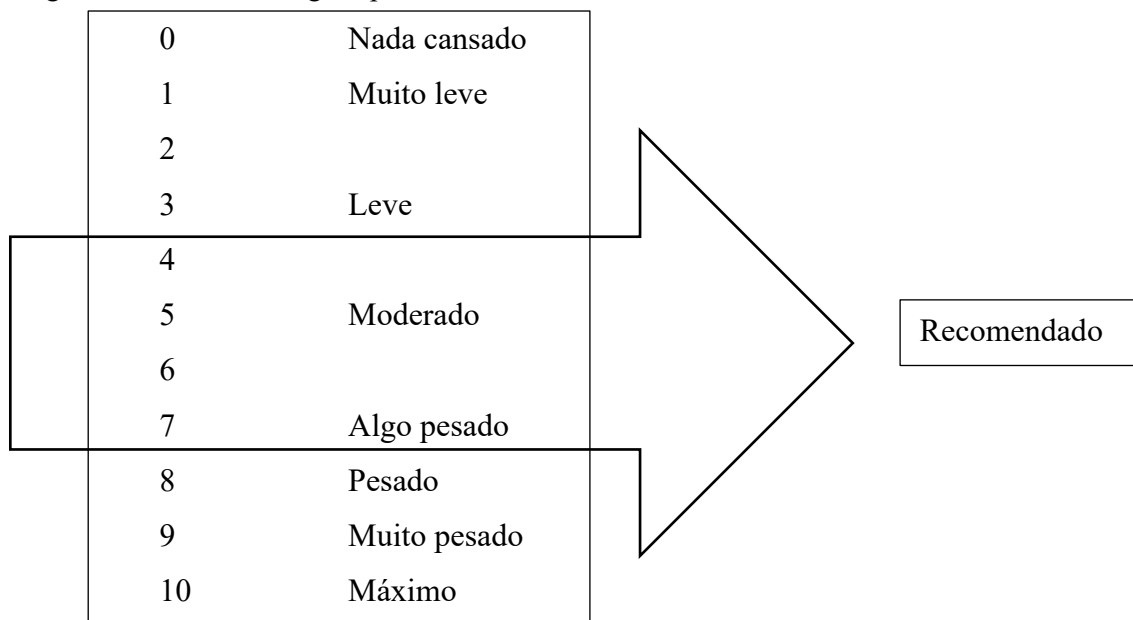 0 Nada cansado
1 Muito leve
2
3 Leve
4
5 Moderado
6
7 Algo pesado
8 Pesado
9 Muito pesado
10 Máximo
Recomendado